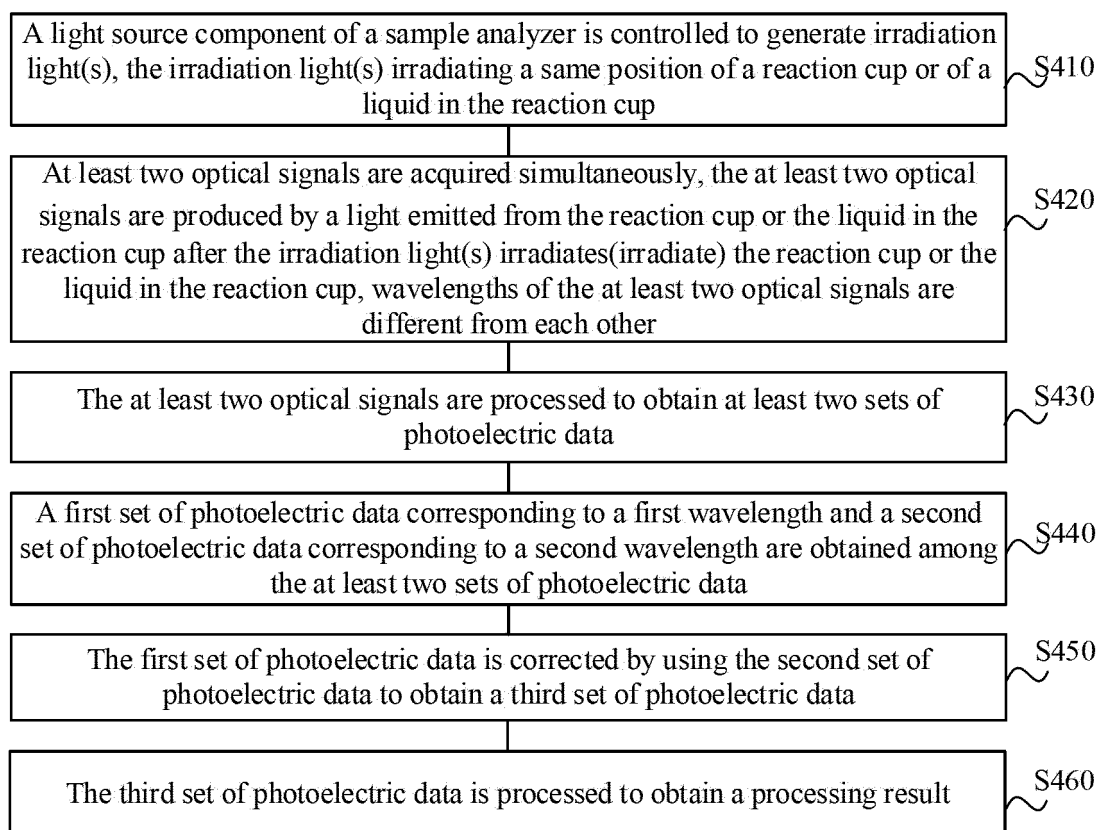 A light source component of a sample analyzer is controlled to generate irradiation
light(s), the irradiation light(s) irradiating a same position of a reaction cup or of a
liquid in the reaction cup
S410
At least two optical signals are acquired simultaneously, the at least two optical
signals are produced by a light emitted from the reaction cup or the liquid in the
reaction cup after the irradiation light(s) irradiates(irradiate) the reaction cup or the
liquid in the reaction cup, wavelengths of the at least two optical signals are
different from each other
S420
The at least two optical signals are processed to obtain at least two sets of
photoelectric data
S430
A first set of photoelectric data corresponding to a first wavelength and a second
set of photoelectric data corresponding to a second wavelength are obtained among
the at least two sets of photoelectric data
S440
The first set of photoelectric data is corrected by using the second set of
photoelectric data to obtain a third set of photoelectric data
S450
The third set of photoelectric data is processed to obtain a processing result
S460